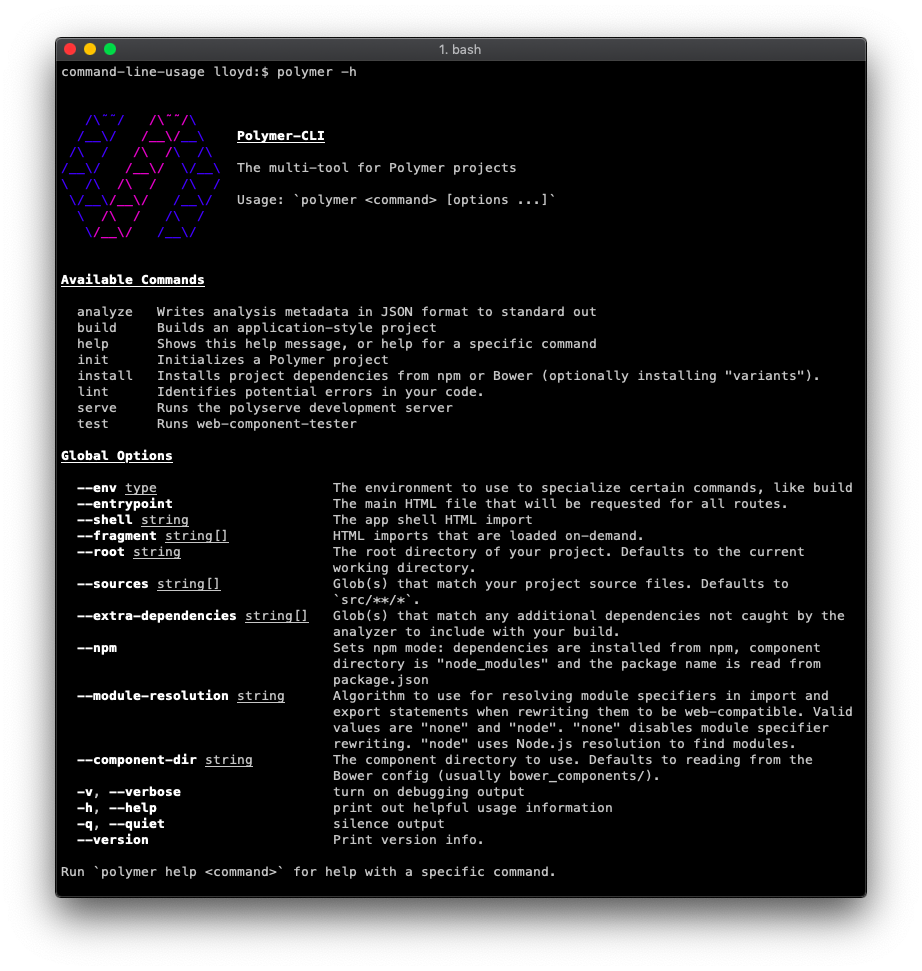 1. bash
command-line-usage lloyd:$ polymer -h
Polymer-CLI
The multi-tool for Polymer projects
Usage: `polymer <command> [options ...]`
Available Commands
analyze   Writes analysis metadata in JSON format to standard out
build     Builds an application-style project
help      Shows this help message, or help for a specific command
init      Initializes a Polymer project
install   Installs project dependencies from npm or Bower (optionally installing "variants").
lint      Identifies potential errors in your code.
serve     Runs the polyserve development server
test      Runs web-component-tester
Global Options
--env type                      The environment to use to specialize certain commands, like build
--entrypoint                    The main HTML file that will be requested for all routes.
--shell string                  The app shell HTML import
--fragment string[]             HTML imports that are loaded on-demand.
--root string                   The root directory of your project. Defaults to the current
working directory.
--sources string[]              Glob(s) that match your project source files. Defaults to
`src/**/*`.
--extra-dependencies string[]   Glob(s) that match any additional dependencies not caught by the
analyzer to include with your build.
--npm                           Sets npm mode: dependencies are installed from npm, component
directory is "node_modules" and the package name is read from
package.json
--module-resolution string      Algorithm to use for resolving module specifiers in import and
export statements when rewriting them to be web-compatible. Valid
values are "none" and "node". "none" disables module specifier
rewriting. "node" uses Node.js resolution to find modules.
--component-dir string          The component directory to use. Defaults to reading from the
Bower config (usually bower_components/).
-v, --verbose                   turn on debugging output
-h, --help                      print out helpful usage information
-q, --quiet                     silence output
--version                       Print version info.
Run `polymer help <command>` for help with a specific command.